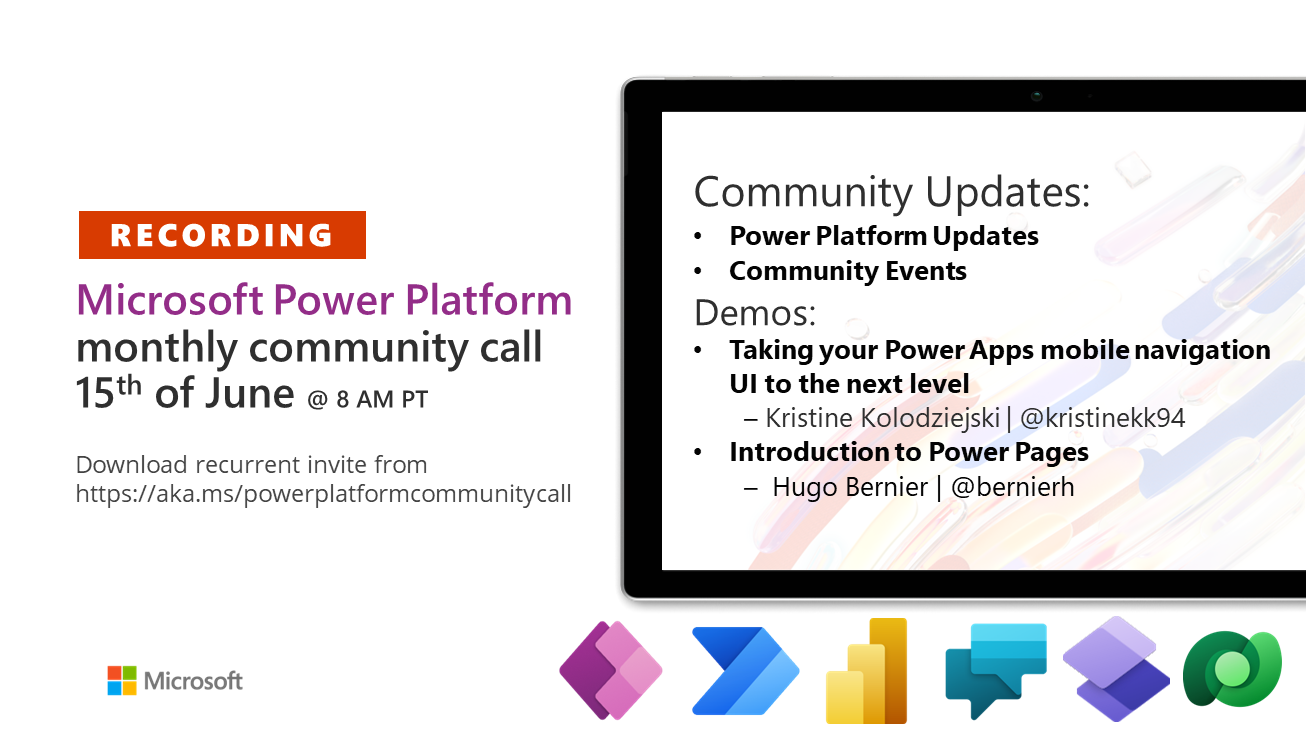 RECORDING
Microsoft Power Platform
monthly community call
15th of June @ 8 AM PT
Download recurrent invite from
https://aka.ms/powerplatformcommunitycall
Microsoft
Community Updates:
• Power Platform Updates
• Community Events
Demos:
• Taking your Power Apps mobile navigation
UI to the next level
– Kristine Kolodziejski | @kristinekk94
• Introduction to Power Pages
– Hugo Bernier | @bernierh